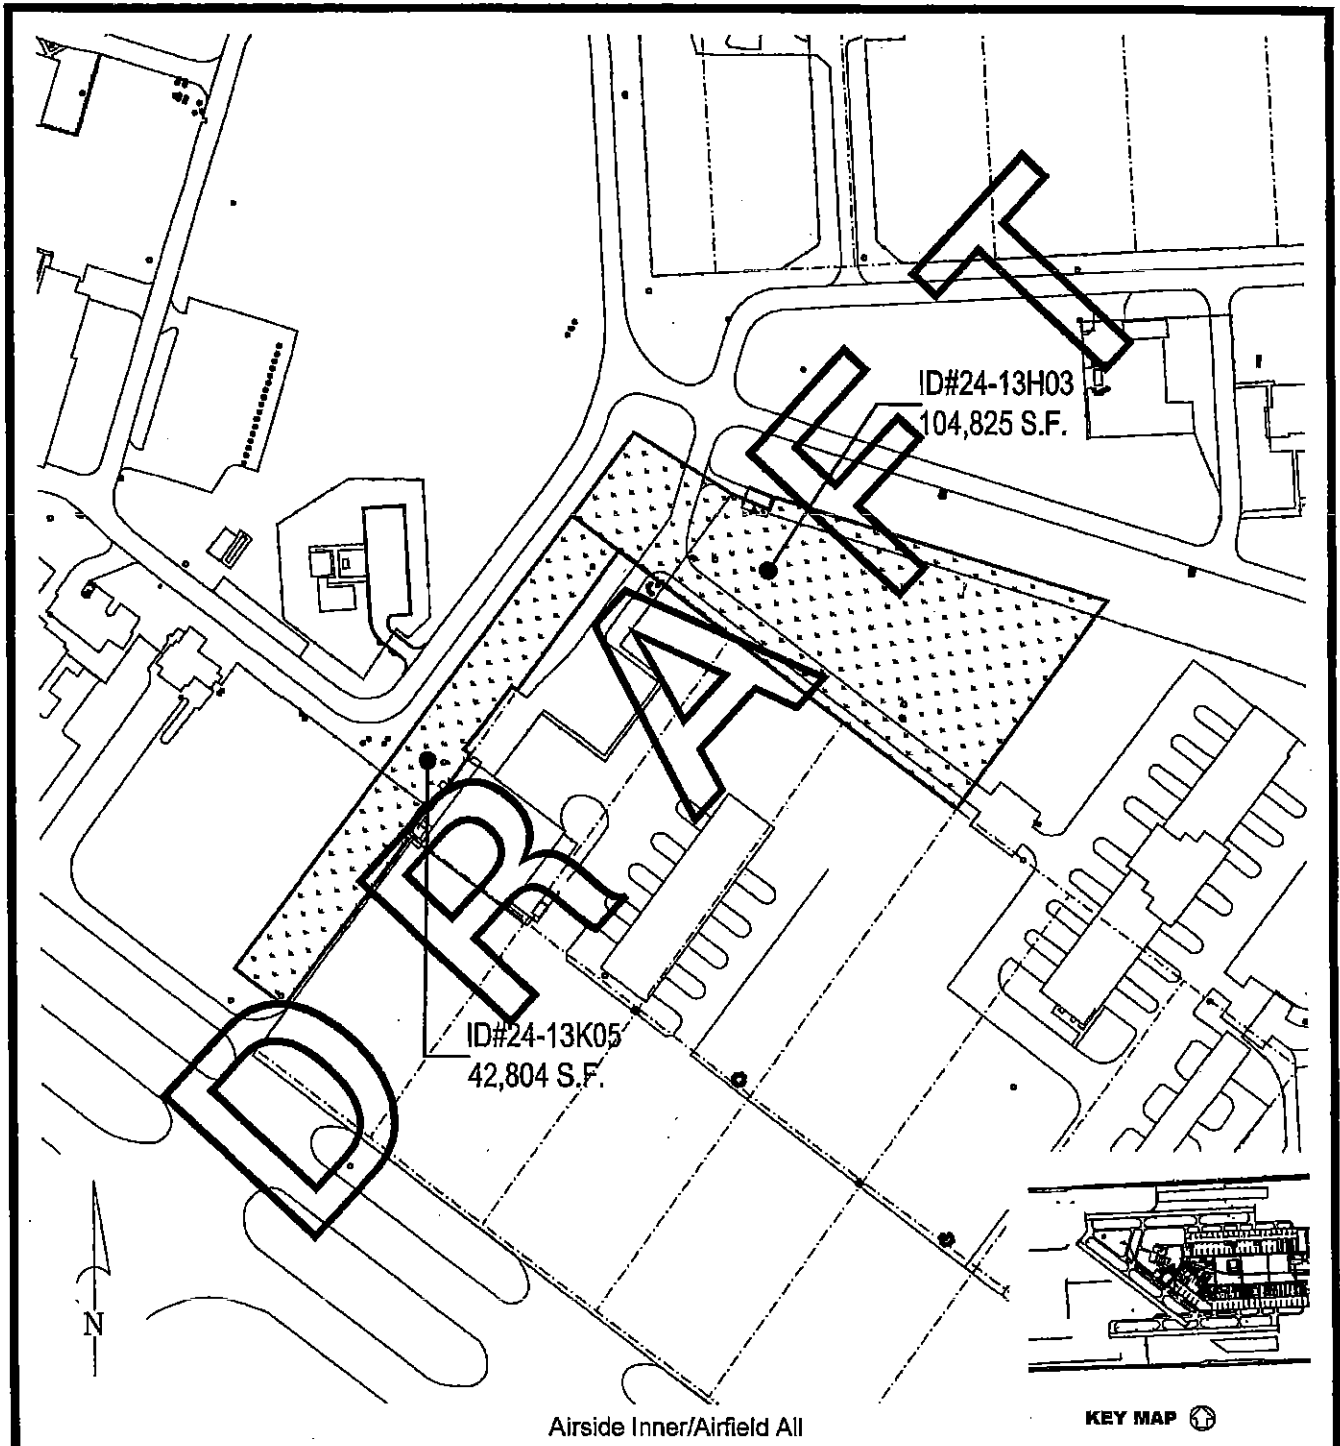 DRAFT
ID#24-13H03
104,825 S.F.
ID#24-13K05
42,804 S.F.
N
Airside Inner/Airfield All
KEY MAP